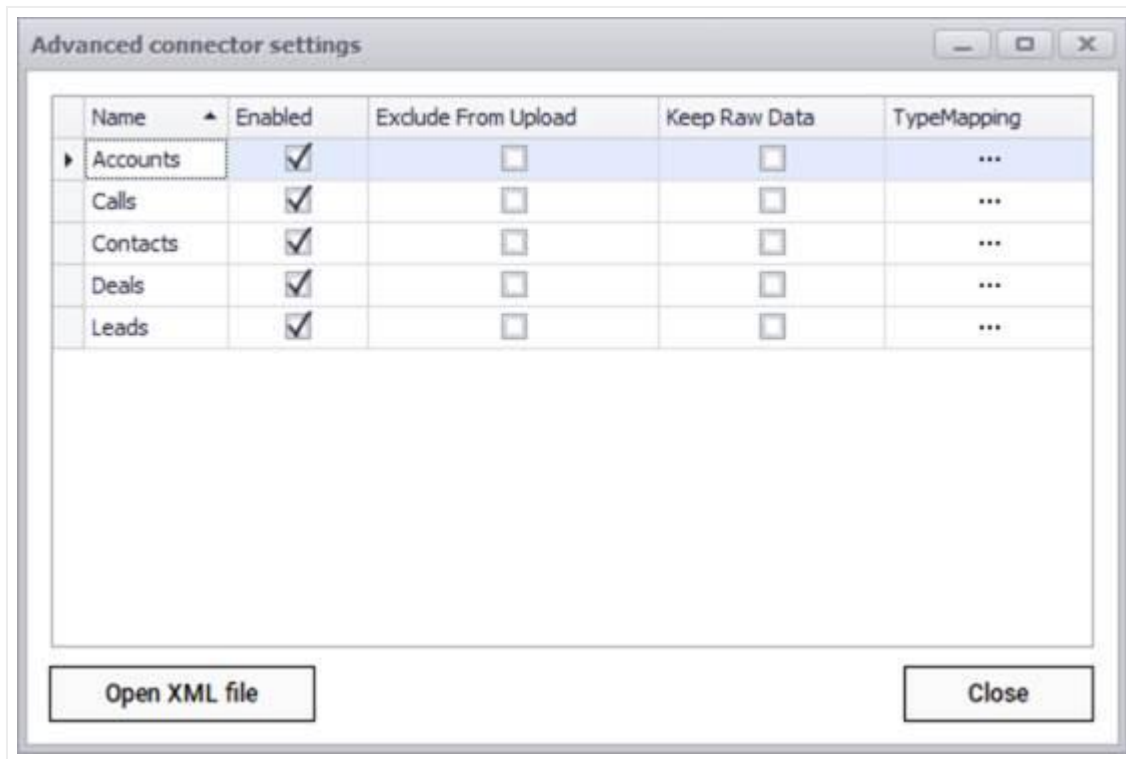 Advanced connector settings
Name Enabled Exclude From Upload Keep Raw Data TypeMapping
Accounts ...
Calls ...
Contacts ...
Deals ...
Leads ...
Open XML file Close